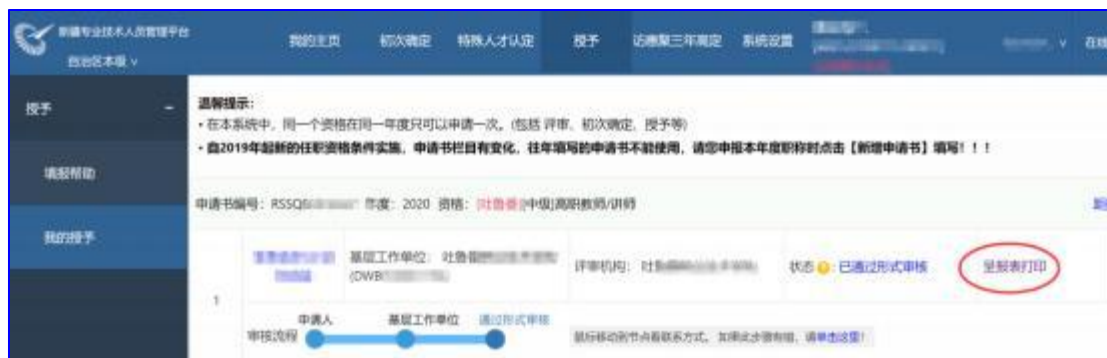 新疆专业技术人员管理平台
自治区本级
我的主页 初次确定 特殊人才认定 授予 访惠聚三年高定 系统设置 在线
授予
温馨提示：
• 在本系统中，同一个资格在同一年度只可以申请一次。(包括 评审、初次确定、授予等)
• 自2019年起新的任职资格条件实施，申请书栏目有变化，往年填写的申请书不能使用，请您申报本年度职称时点击【新增申请书】填写！！！
填报帮助
申请书编号：RSSQ 年度：2020 资格：[吐鲁番][中级]高职教师/讲师
我的授予
基层工作单位： 吐鲁
(DWB
评审机构： 吐
状态 ：已通过形式审核
呈报表打印
1
申请人 基层工作单位 通过形式审核
审核流程
鼠标移动到节点看联系方式。 如果此步骤有错，请单击这里！